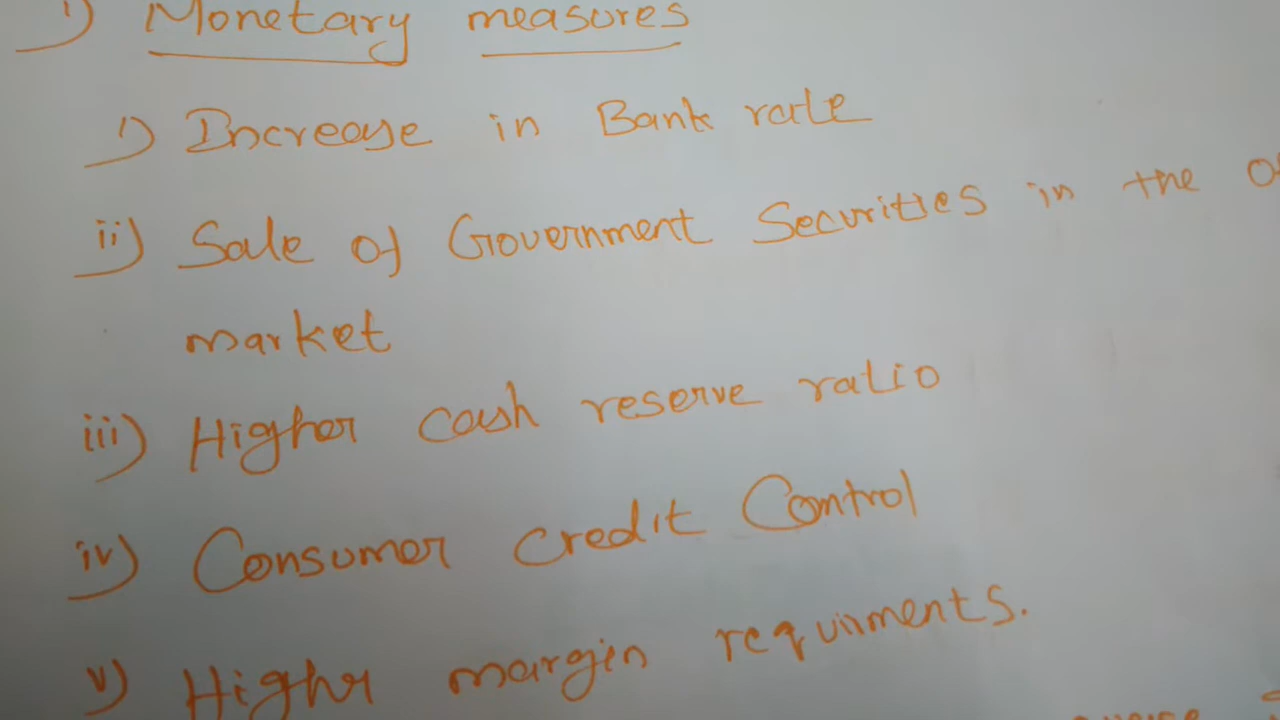 1) Monetary measures
i) Increase in Bank rate
ii) Sale of Government Securities in the
market
iii) Higher cash reserve ratio
iv) Consumer credit Control
v) Higher margin requirments.